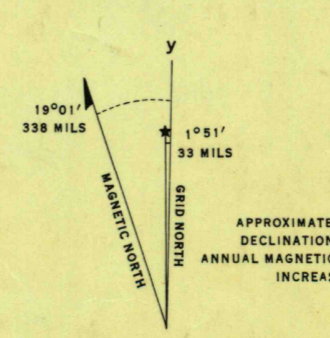 y
19°01′
338 MILS
1°51′
33 MILS
MAGNETIC NORTH
GRID NORTH
APPROXIMATE
DECLINATION
ANNUAL MAGNETIC
INCREAS